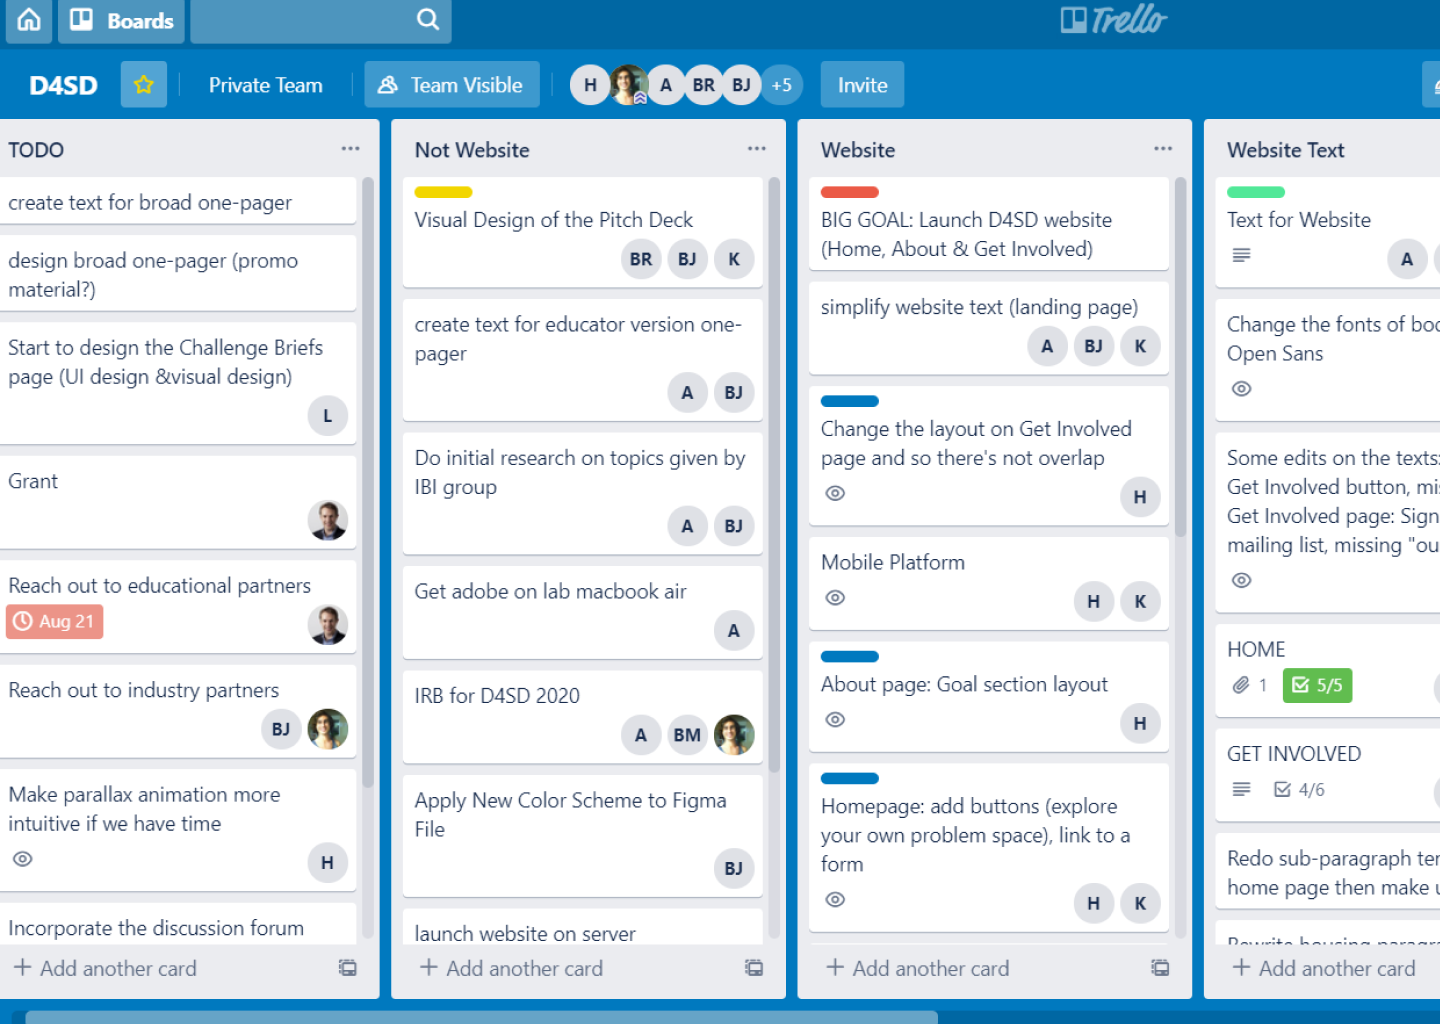 Boards
Trello
D4SD
Private Team
Team Visible
H
A
BR
BJ
+5
Invite
TODO
create text for broad one-pager
design broad one-pager (promo
material?)
Start to design the Challenge Briefs
page (UI design &visual design)
L
Grant
Reach out to educational partners
Aug 21
Reach out to industry partners
BJ
Make parallax animation more
intuitive if we have time
H
Incorporate the discussion forum
Add another card
Not Website
Visual Design of the Pitch Deck
BR BJ K
create text for educator version one-
pager
A BJ
Do initial research on topics given by
IBI group
A BJ
Get adobe on lab macbook air
A
IRB for D4SD 2020
A BM
Apply New Color Scheme to Figma
File
BJ
launch website on server
Add another card
Website
BIG GOAL: Launch D4SD website
(Home, About & Get Involved)
simplify website text (landing page)
A BJ K
Change the layout on Get Involved
page and so there's not overlap
H
Mobile Platform
H K
About page: Goal section layout
H
Homepage: add buttons (explore
your own problem space), link to a
form
H K
Add another card
Website Text
Text for Website
A
Change the fonts of
Open Sans
Some edits on the texts:
Get Involved button,
Get Involved page: Sign
mailing list, missing "ou
HOME
1 5/5
GET INVOLVED
4/6
Redo sub-paragraph
home page then make
Rewrite housing
Add another card